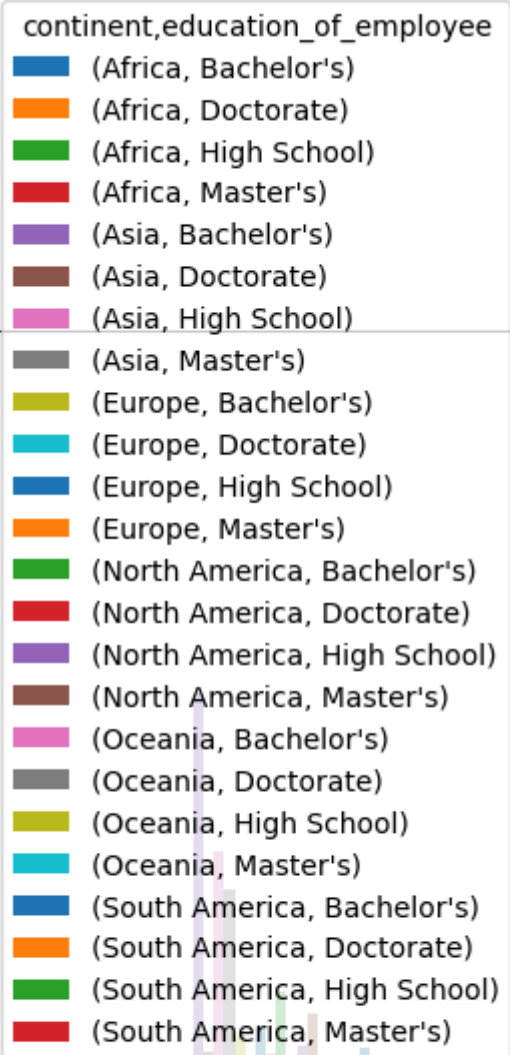 continent,education_of_employee
(Africa, Bachelor's)
(Africa, Doctorate)
(Africa, High School)
(Africa, Master's)
(Asia, Bachelor's)
(Asia, Doctorate)
(Asia, High School)
(Asia, Master's)
(Europe, Bachelor's)
(Europe, Doctorate)
(Europe, High School)
(Europe, Master's)
(North America, Bachelor's)
(North America, Doctorate)
(North America, High School)
(North America, Master's)
(Oceania, Bachelor's)
(Oceania, Doctorate)
(Oceania, High School)
(Oceania, Master's)
(South America, Bachelor's)
(South America, Doctorate)
(South America, High School)
(South America, Master's)